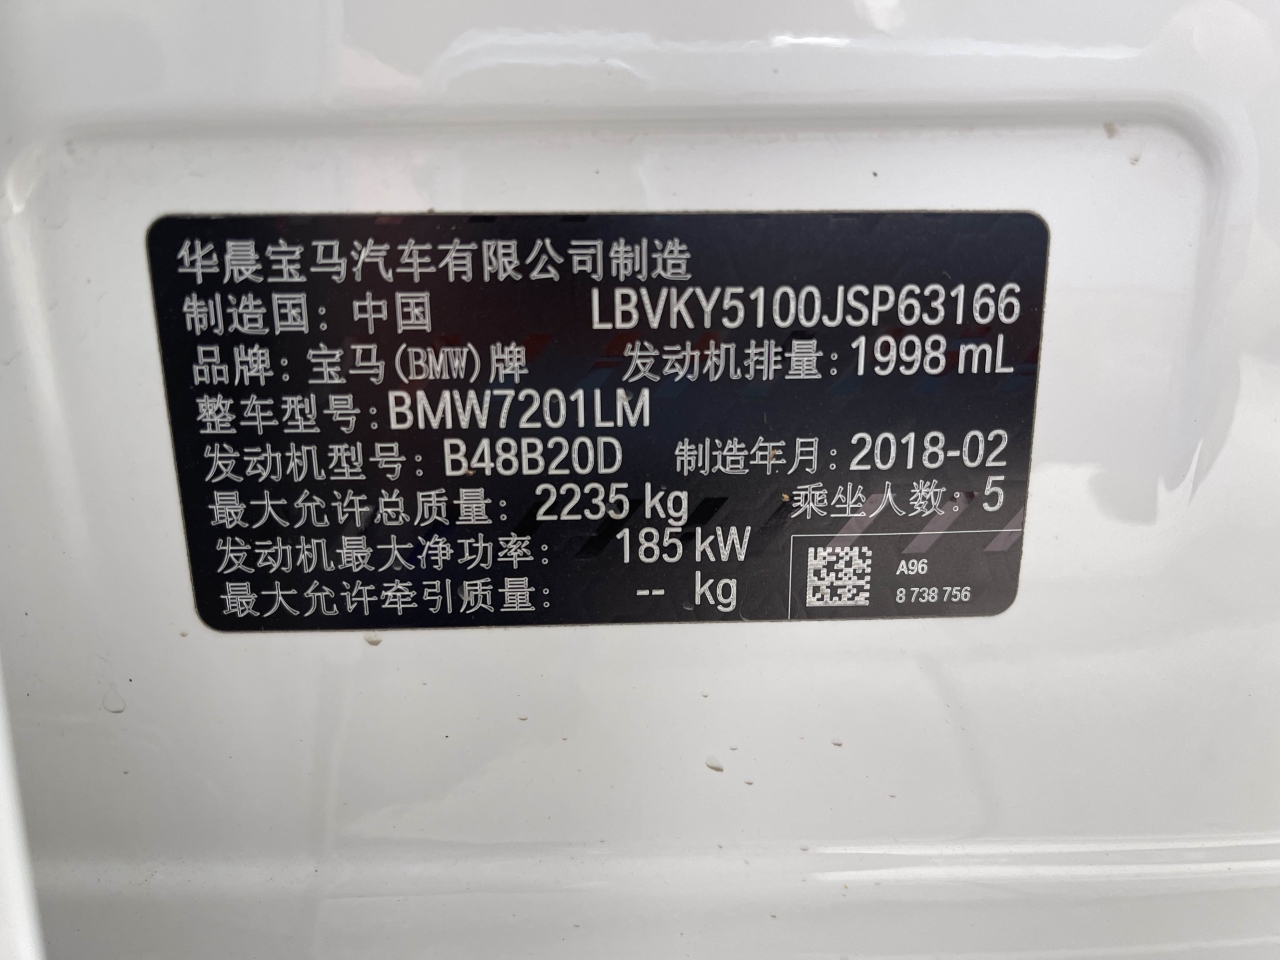 华晨宝马汽车有限公司制造
制造国: 中国 LBVKY5100JSP63166
品牌: 宝马(BMW)牌 发动机排量: 1998 mL
整车型号: BMW7201LM
发动机型号: B48B20D 制造年月: 2018-02
最大允许总质量: 2235 kg 乘坐人数: 5
发动机最大净功率: 185 kW
最大允许牵引质量: -- kg
A96
8 738 756